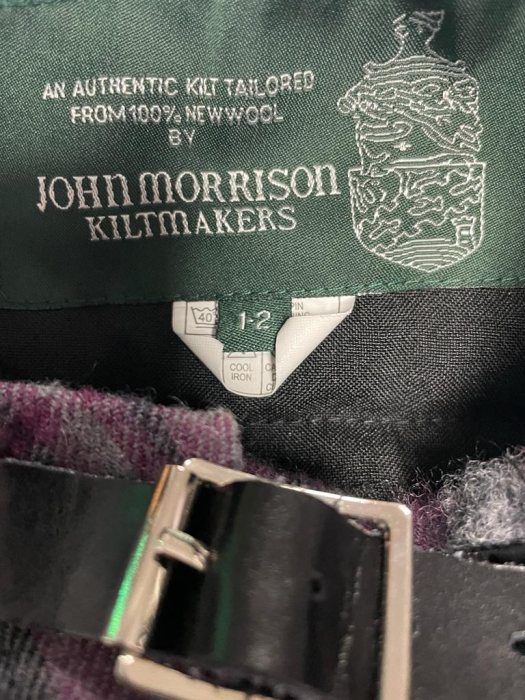 AN AUTHENTIC KILT TAILORED
FROM 100% NEW WOOL
BY
JOHN MORRISON
KILTMAKERS
40
1-2
COOL
IRON